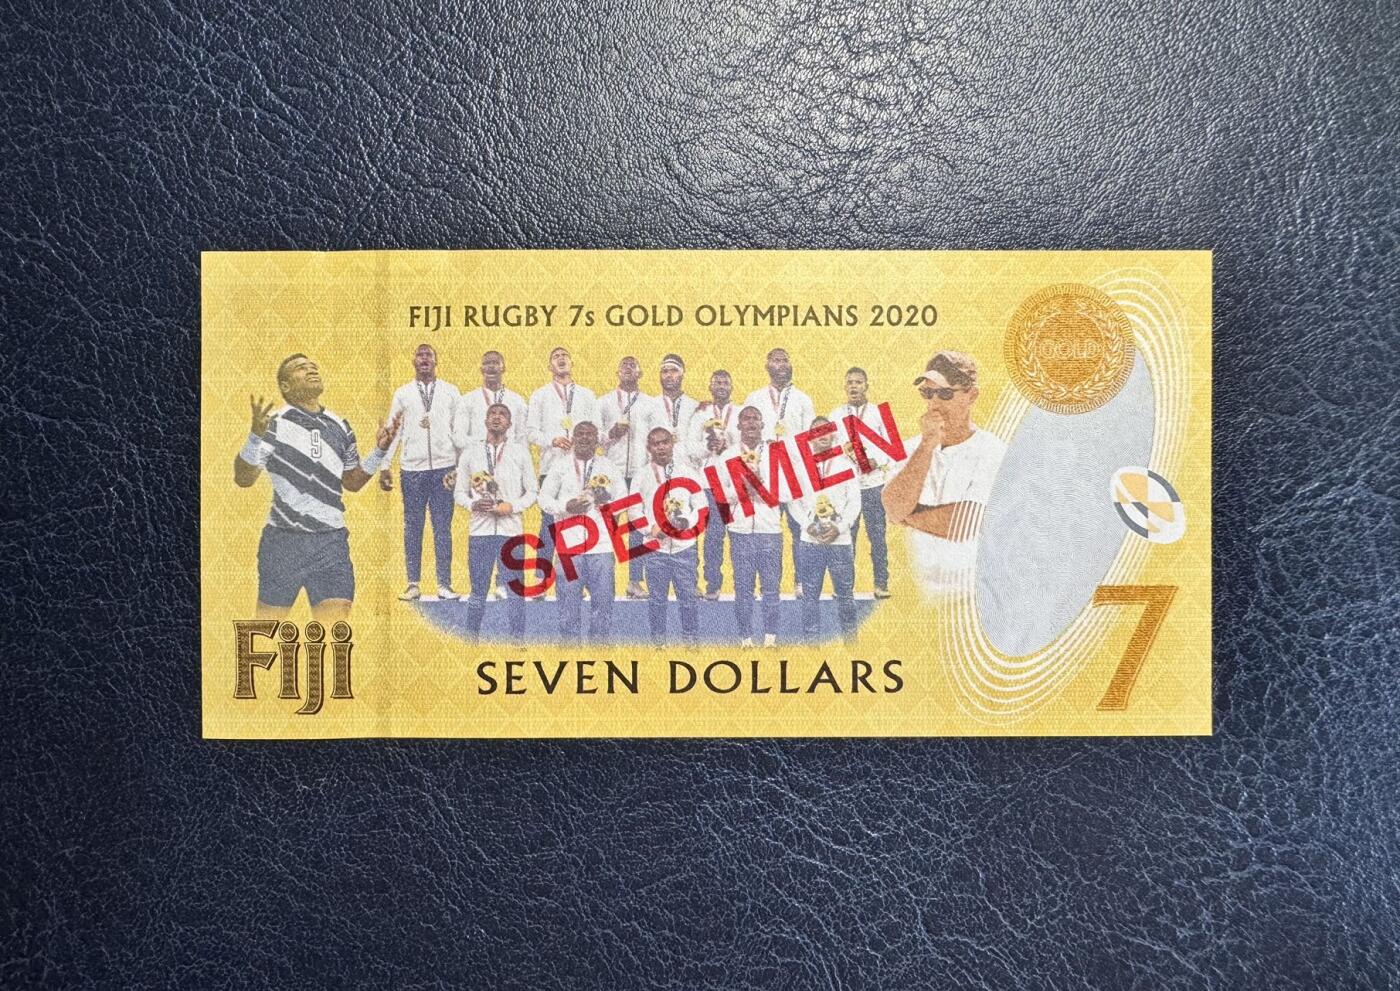 FIJI RUGBY 7s GOLD OLYMPIANS 2020
GOLD
9
SPECIMEN
Fiji
SEVEN DOLLARS
7